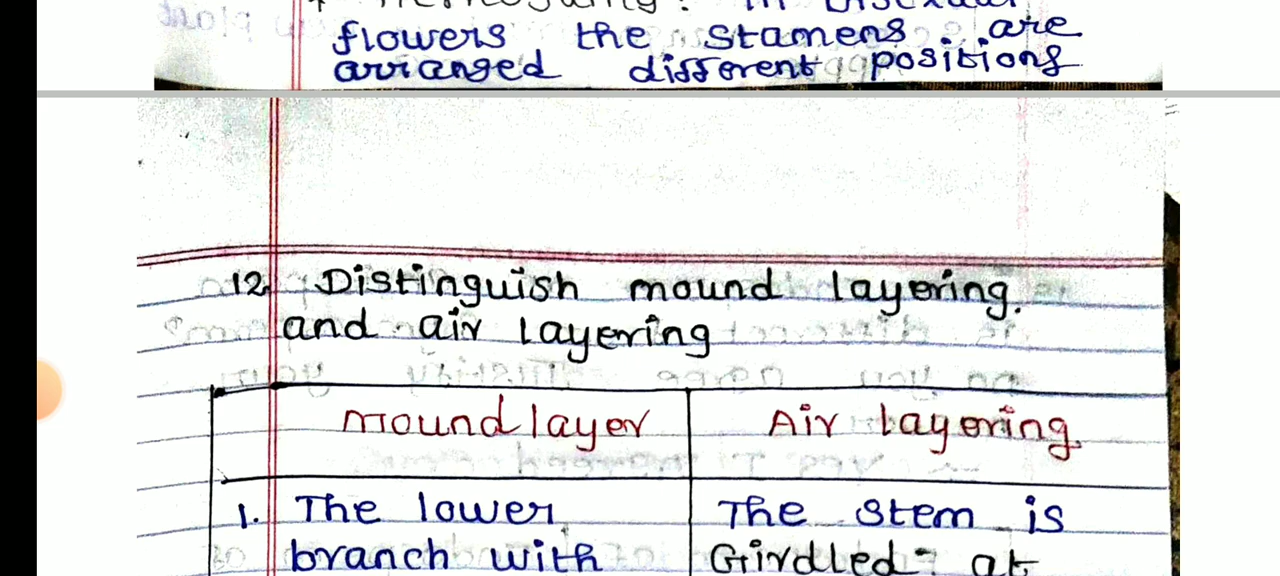 In
flowers the stamens are
arranged different positions
12. Distinguish mound layering.
and air layering
Mound layer Air layering.
1. The lower The stem is
branch with Girdled at